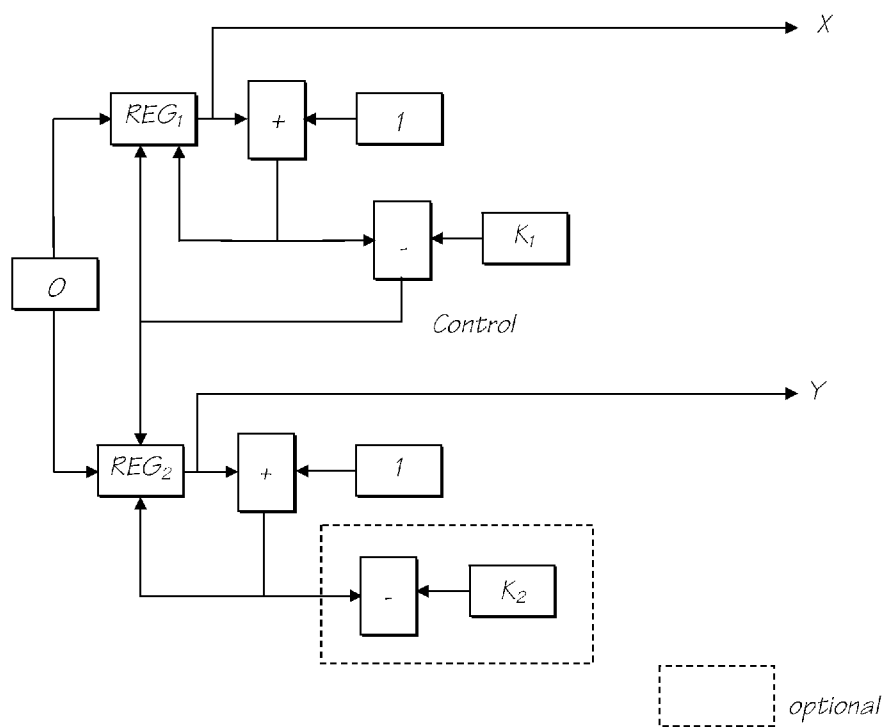 X
REG₁
+
1
-
K₁
O
Control
Y
REG₂
+
1
-
K₂
optional